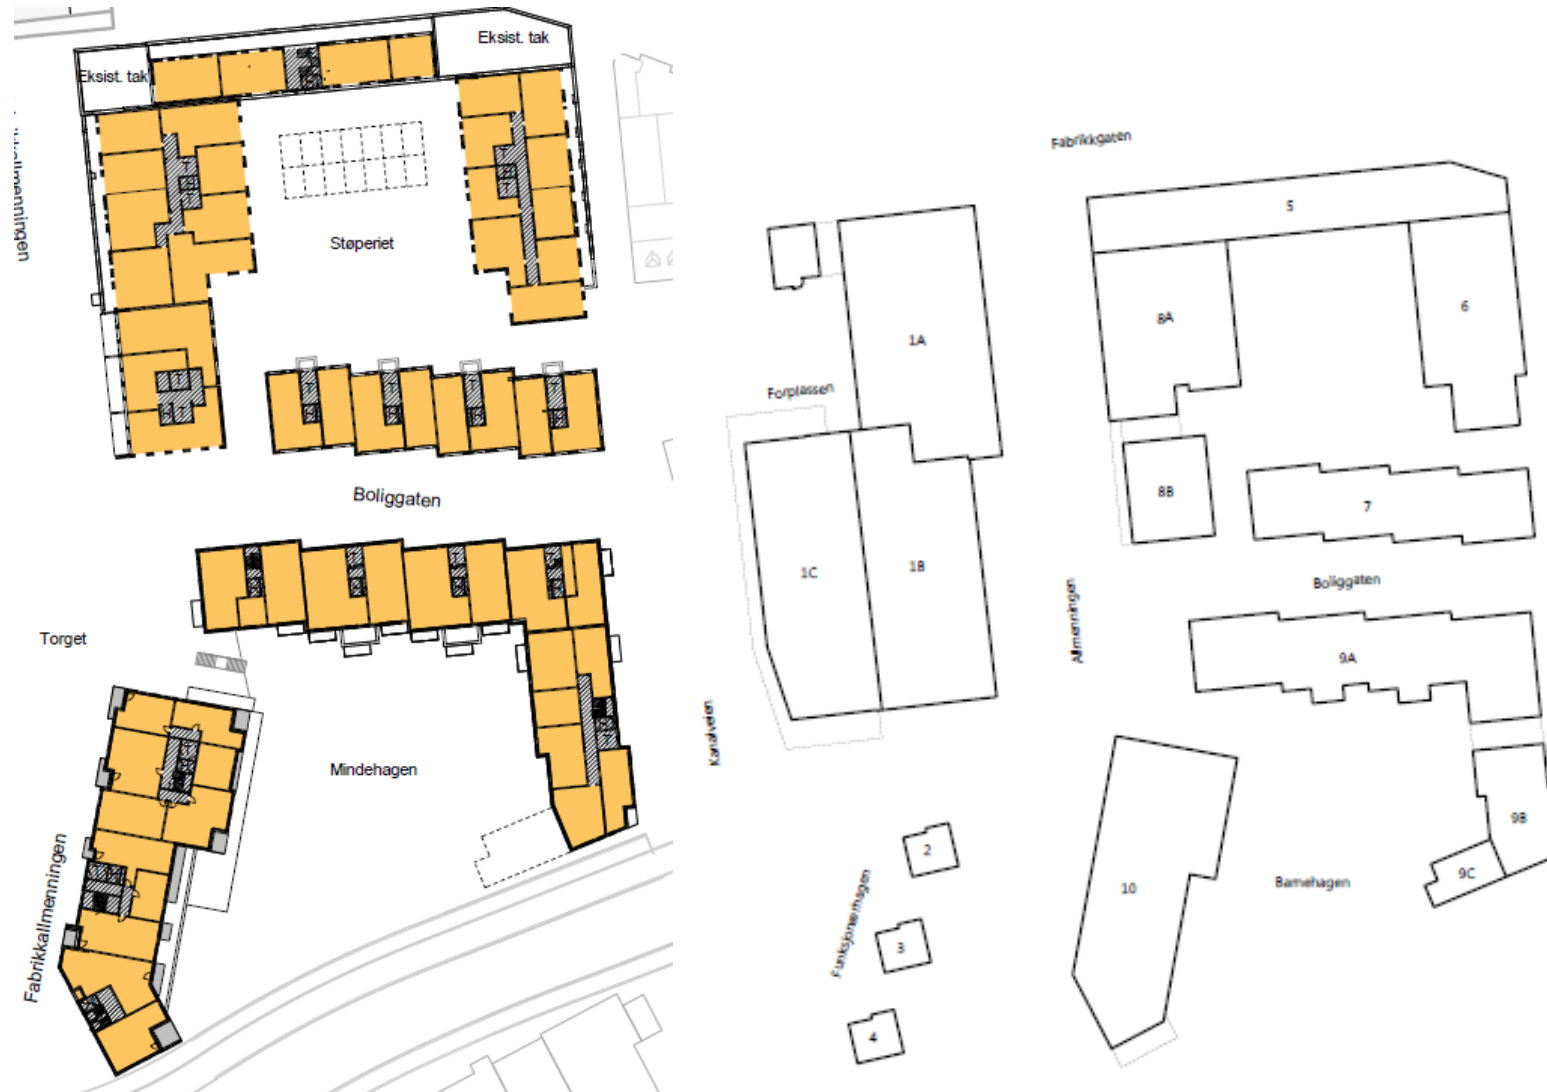 Eksist. tak
Eksist. tak
Støperiet
Boliggaten
Torget
Mindehagen
Fabrikkallmenningen
Fabrikkgaten
5
1A
8A
6
Forplassen
8B
7
1C
1B
Allmenningen
Boliggaten
9A
Kanalveien
2
10
Barnehagen
9B
9C
Funksjonærhagen
3
4